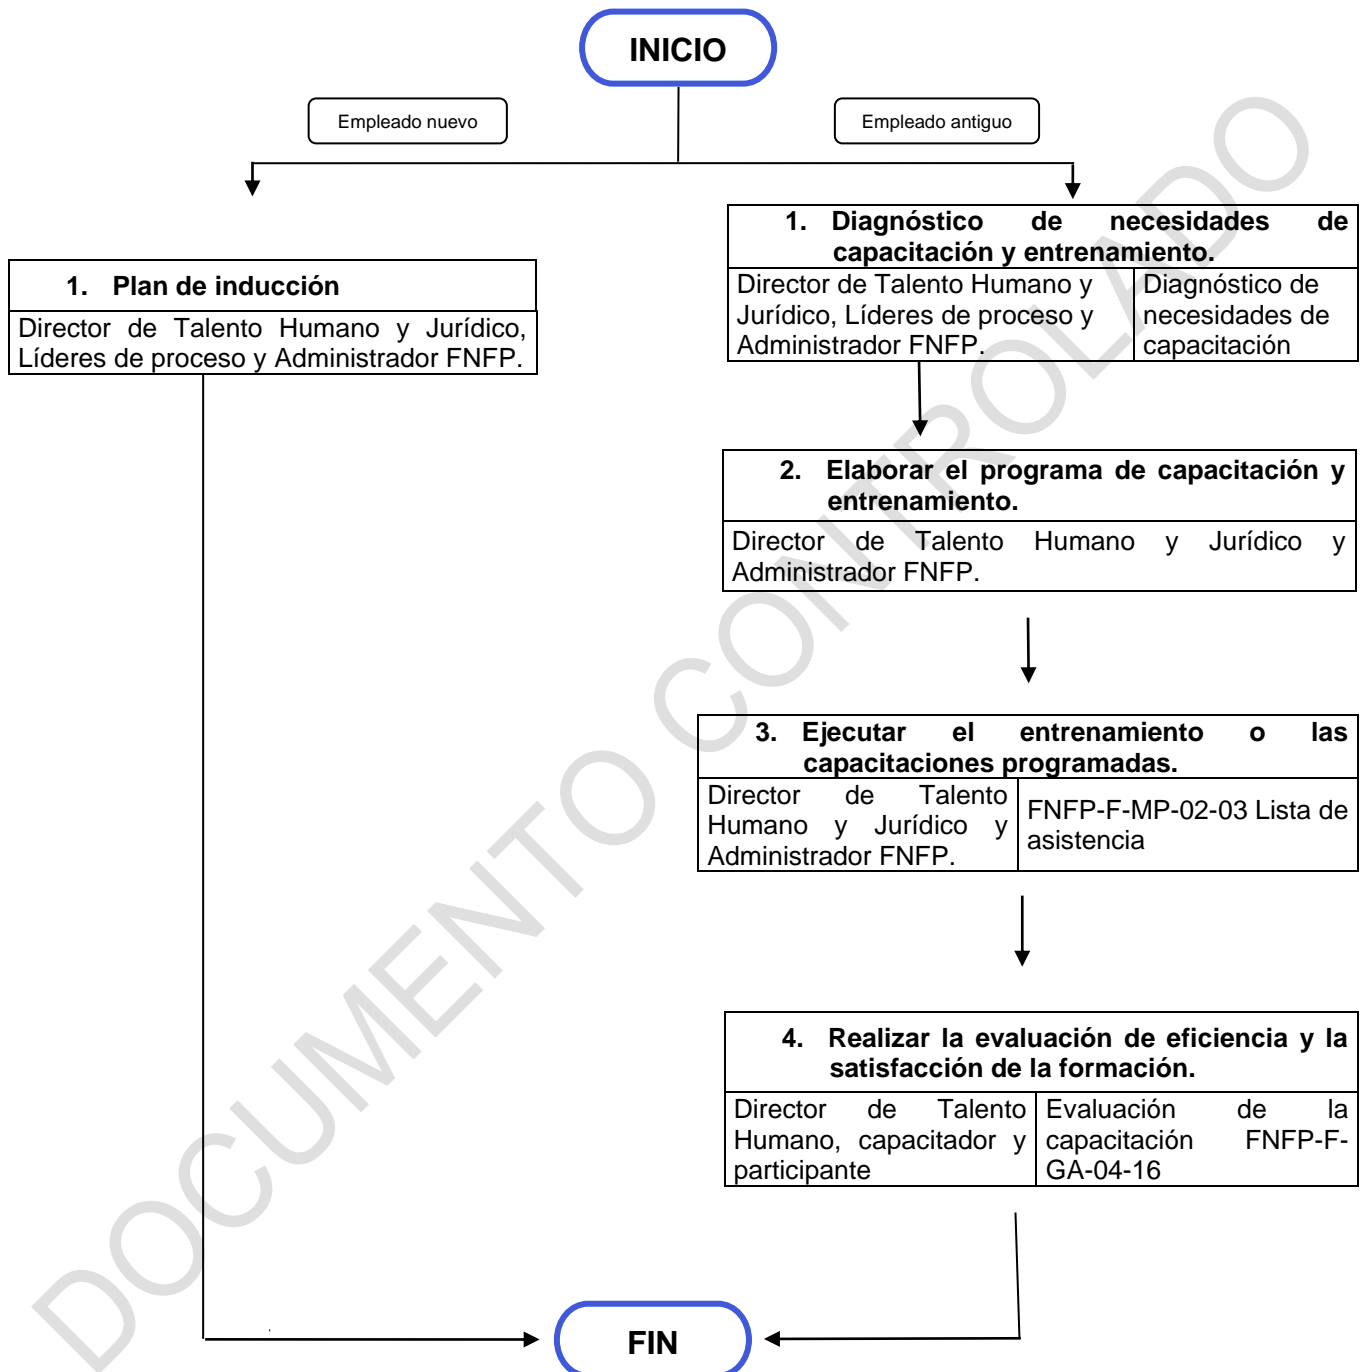 INICIO
Empleado nuevo
Empleado antiguo
1. Plan de inducción
Director de Talento Humano y Jurídico,
Líderes de proceso y Administrador FNFP.
1. Diagnóstico de necesidades de
capacitación y entrenamiento.
Director de Talento Humano y
Jurídico, Líderes de proceso y
Administrador FNFP.
Diagnóstico de
necesidades de
capacitación
2. Elaborar el programa de capacitación y
entrenamiento.
Director de Talento Humano y Jurídico y
Administrador FNFP.
3. Ejecutar el entrenamiento o las
capacitaciones programadas.
Director de Talento
Humano y Jurídico y
Administrador FNFP.
FNFP-F-MP-02-03 Lista de
asistencia
4. Realizar la evaluación de eficiencia y la
satisfacción de la formación.
Director de Talento
Humano, capacitador y
participante
Evaluación de la
capacitación FNFP-F-
GA-04-16
FIN
DOCUMENTO CONTROLADO